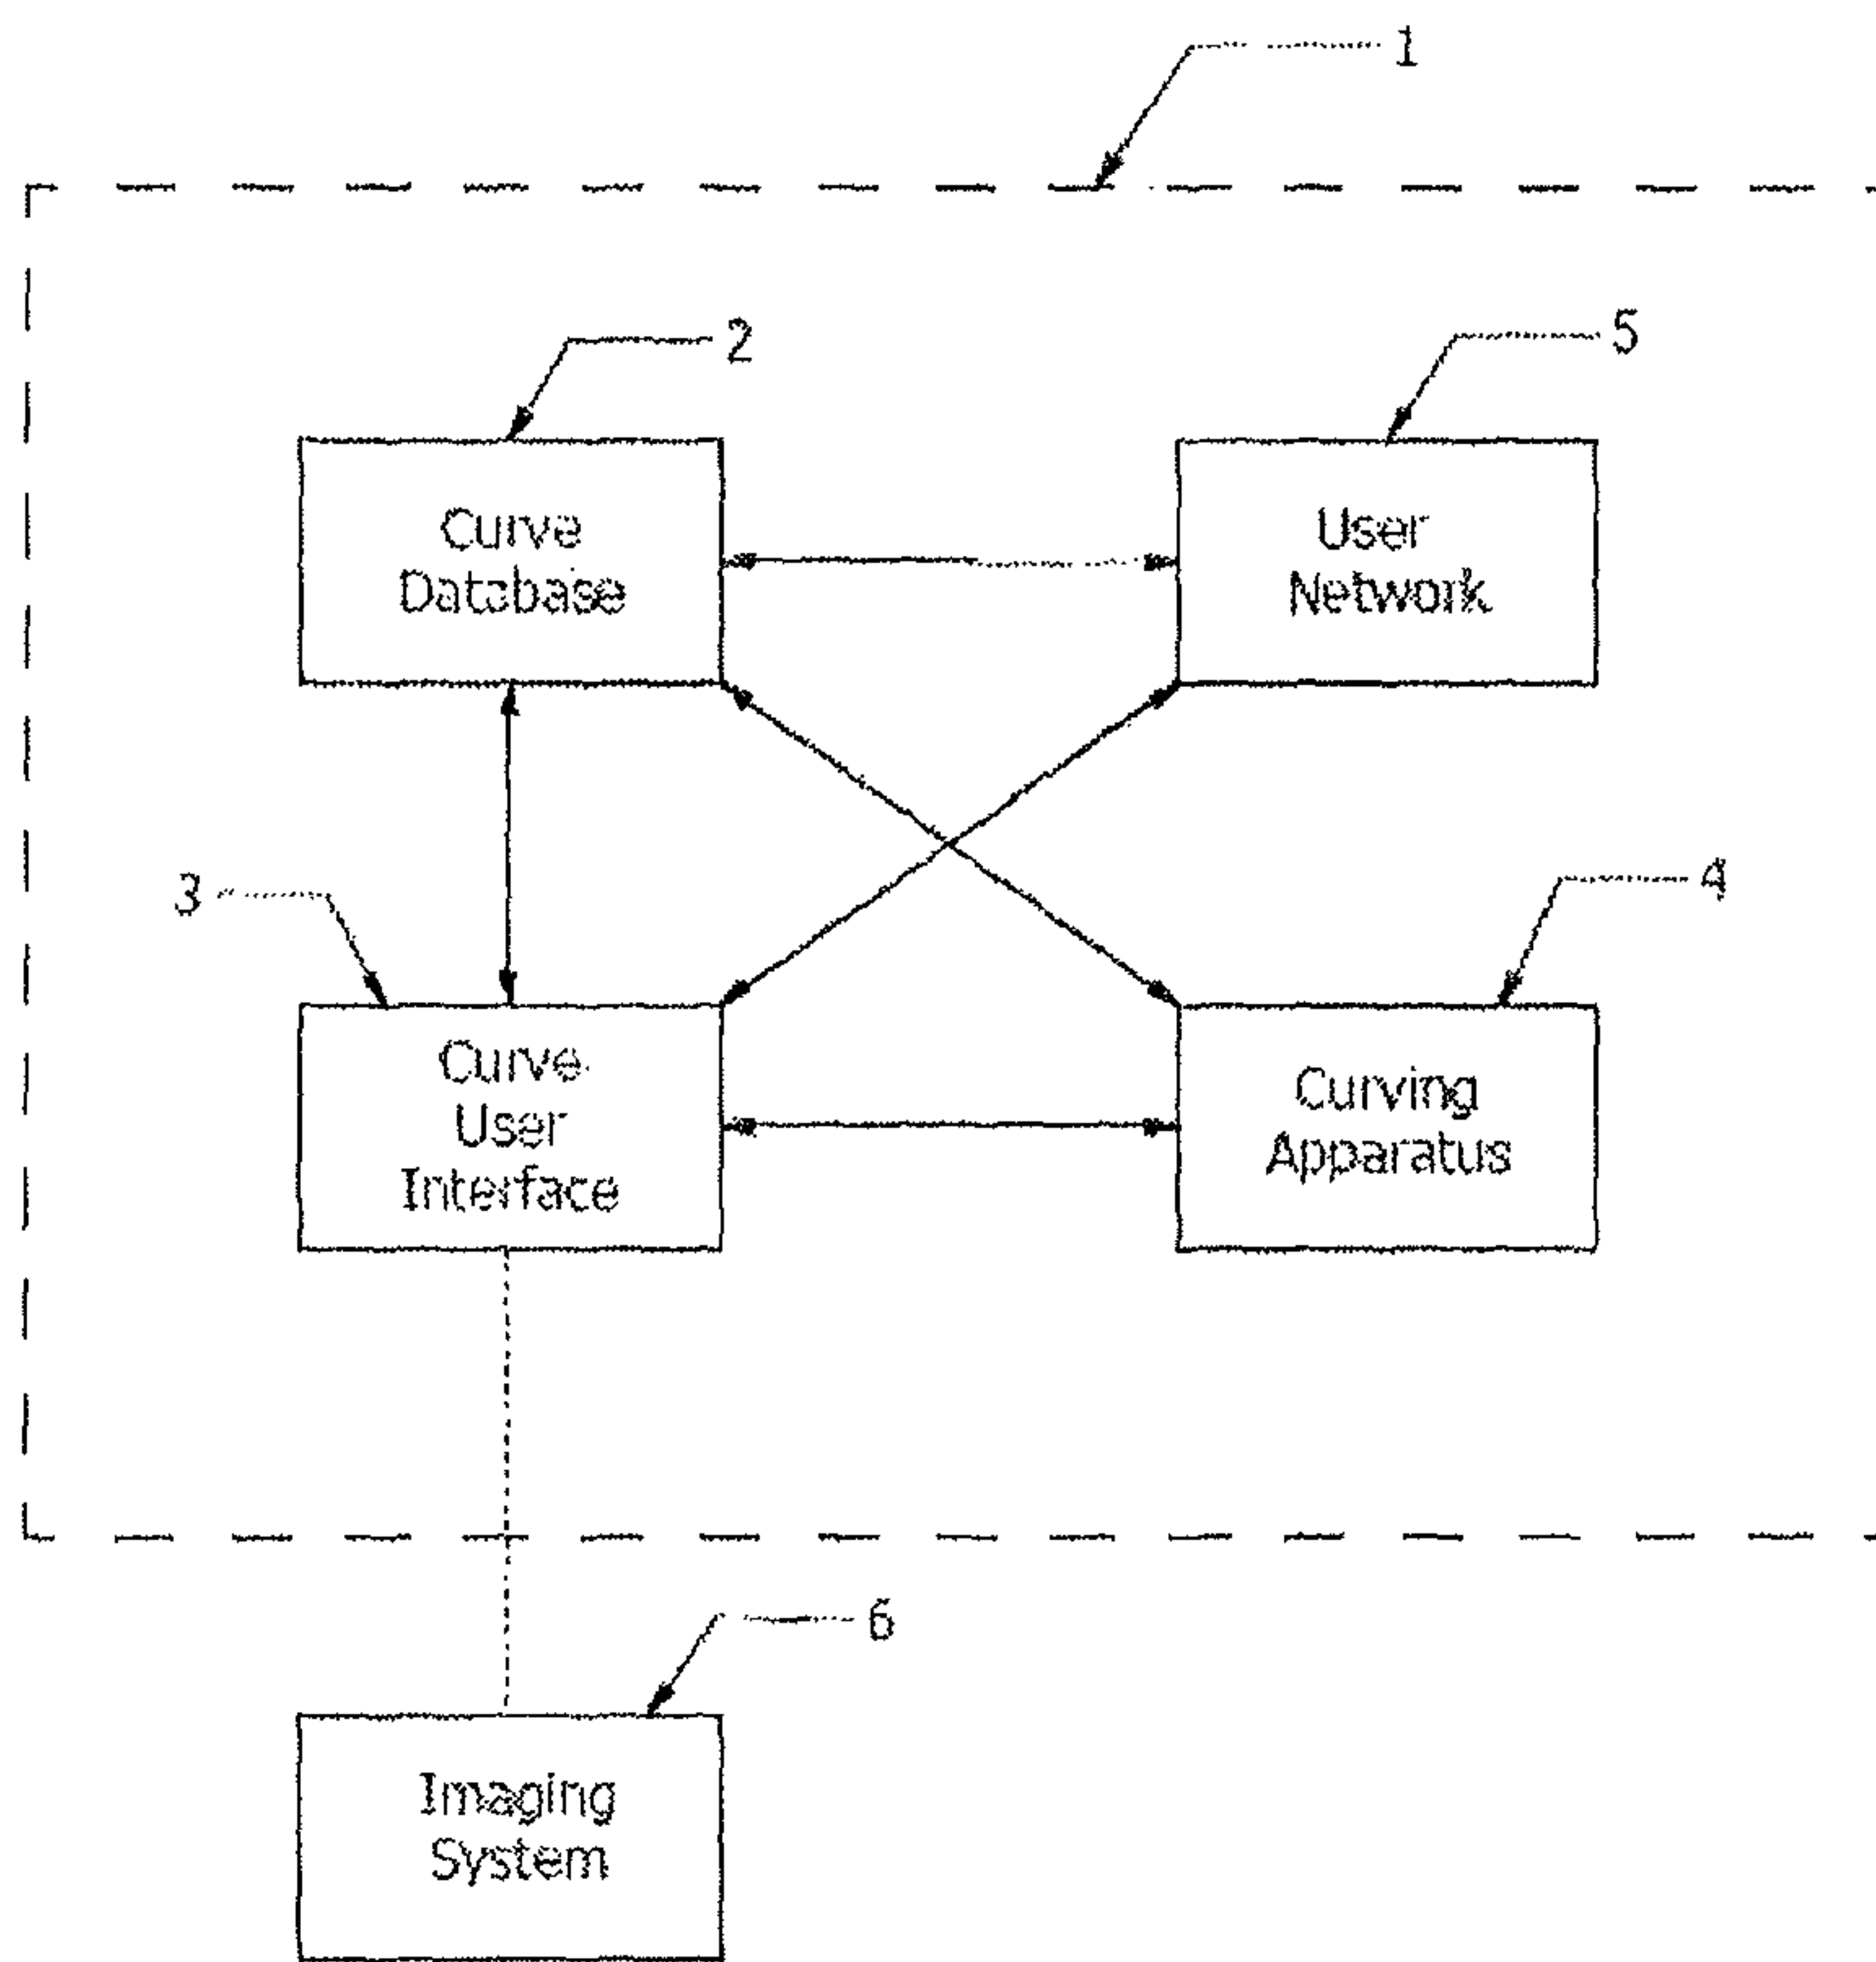 1
2
5
Curve
Database
User
Network
3
4
Curve
User
Interface
Curving
Apparatus
6
Imaging
System